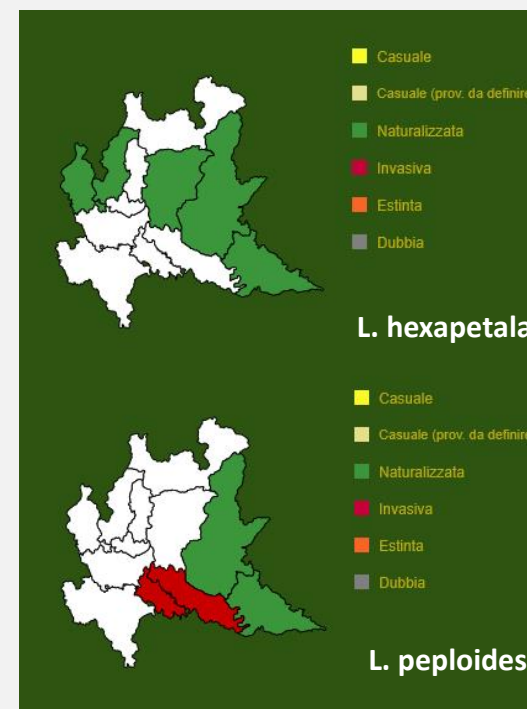 Casuale
Casuale (prov. da definire
Naturalizzata
Invasiva
Estinta
Dubbia
L. hexapetala
Casuale
Casuale (prov. da definire
Naturalizzata
Invasiva
Estinta
Dubbia
L. peploides